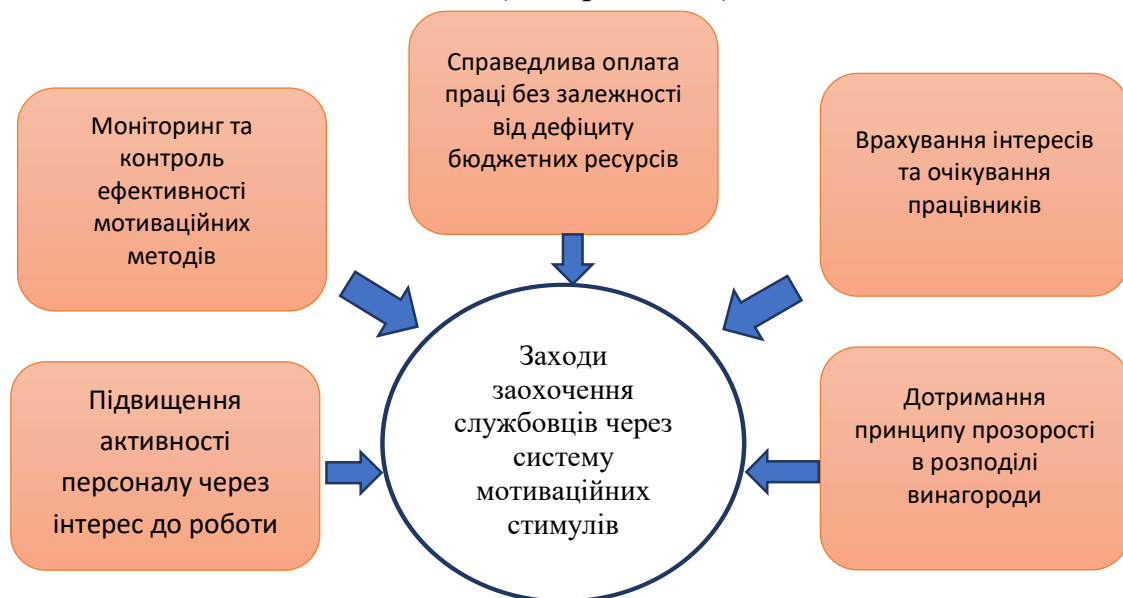 Справедлива оплата
праці без залежності
від дефіциту
бюджетних ресурсів
Моніторинг та
контроль
ефективності
мотиваційних
методів
Врахування інтересів
та очікування
працівників
Заходи
заохочення
службовців через
систему
мотиваційних
стимулів
Підвищення
активності
персоналу через
інтерес до роботи
Дотримання
принципу прозорості
в розподілі
винагороди